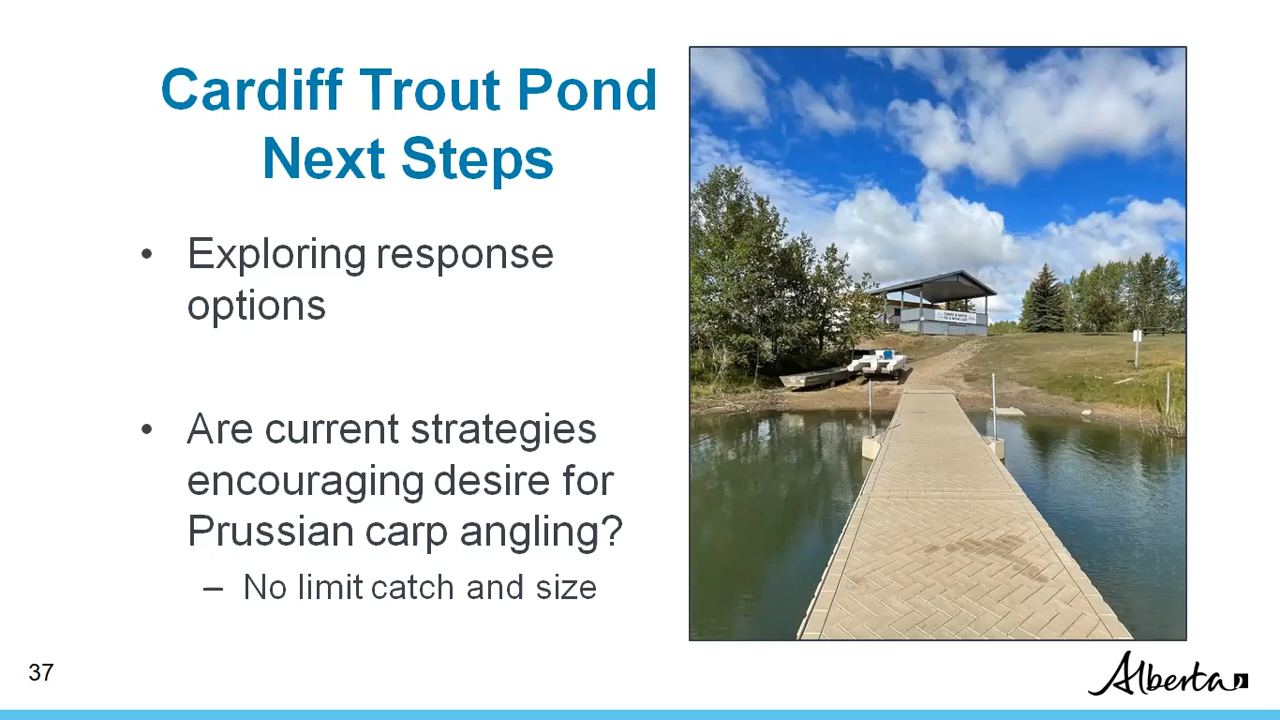 Cardiff Trout Pond
Next Steps
• Exploring response
options
• Are current strategies
encouraging desire for
Prussian carp angling?
– No limit catch and size
37
Alberta